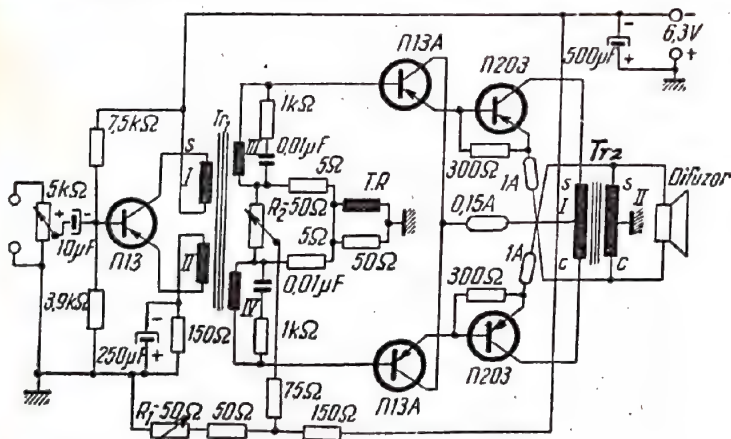 П13A
П203
500μF
-
6,3V
+
-
+
7,5kΩ
Tr₁
1kΩ
III
0,01μF
5Ω
T.R
300Ω
1A
Tr₂
Difuzor
S
I
5kΩ
+
-
10μF
П13
R₂-50Ω
5Ω
50Ω
0,15A
1A
S
I
S
II
II
0,01μF
300Ω
C
C
3,9kΩ
250μF
-
+
150Ω
IV
1kΩ
П13A
П203
75Ω
R₁-50Ω
50Ω
150Ω